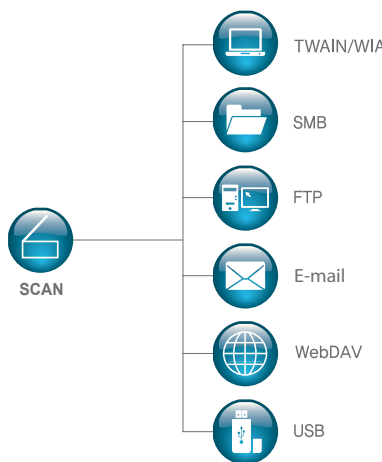 TWAIN/WIA
SMB
FTP
SCAN
E-mail
WebDAV
USB